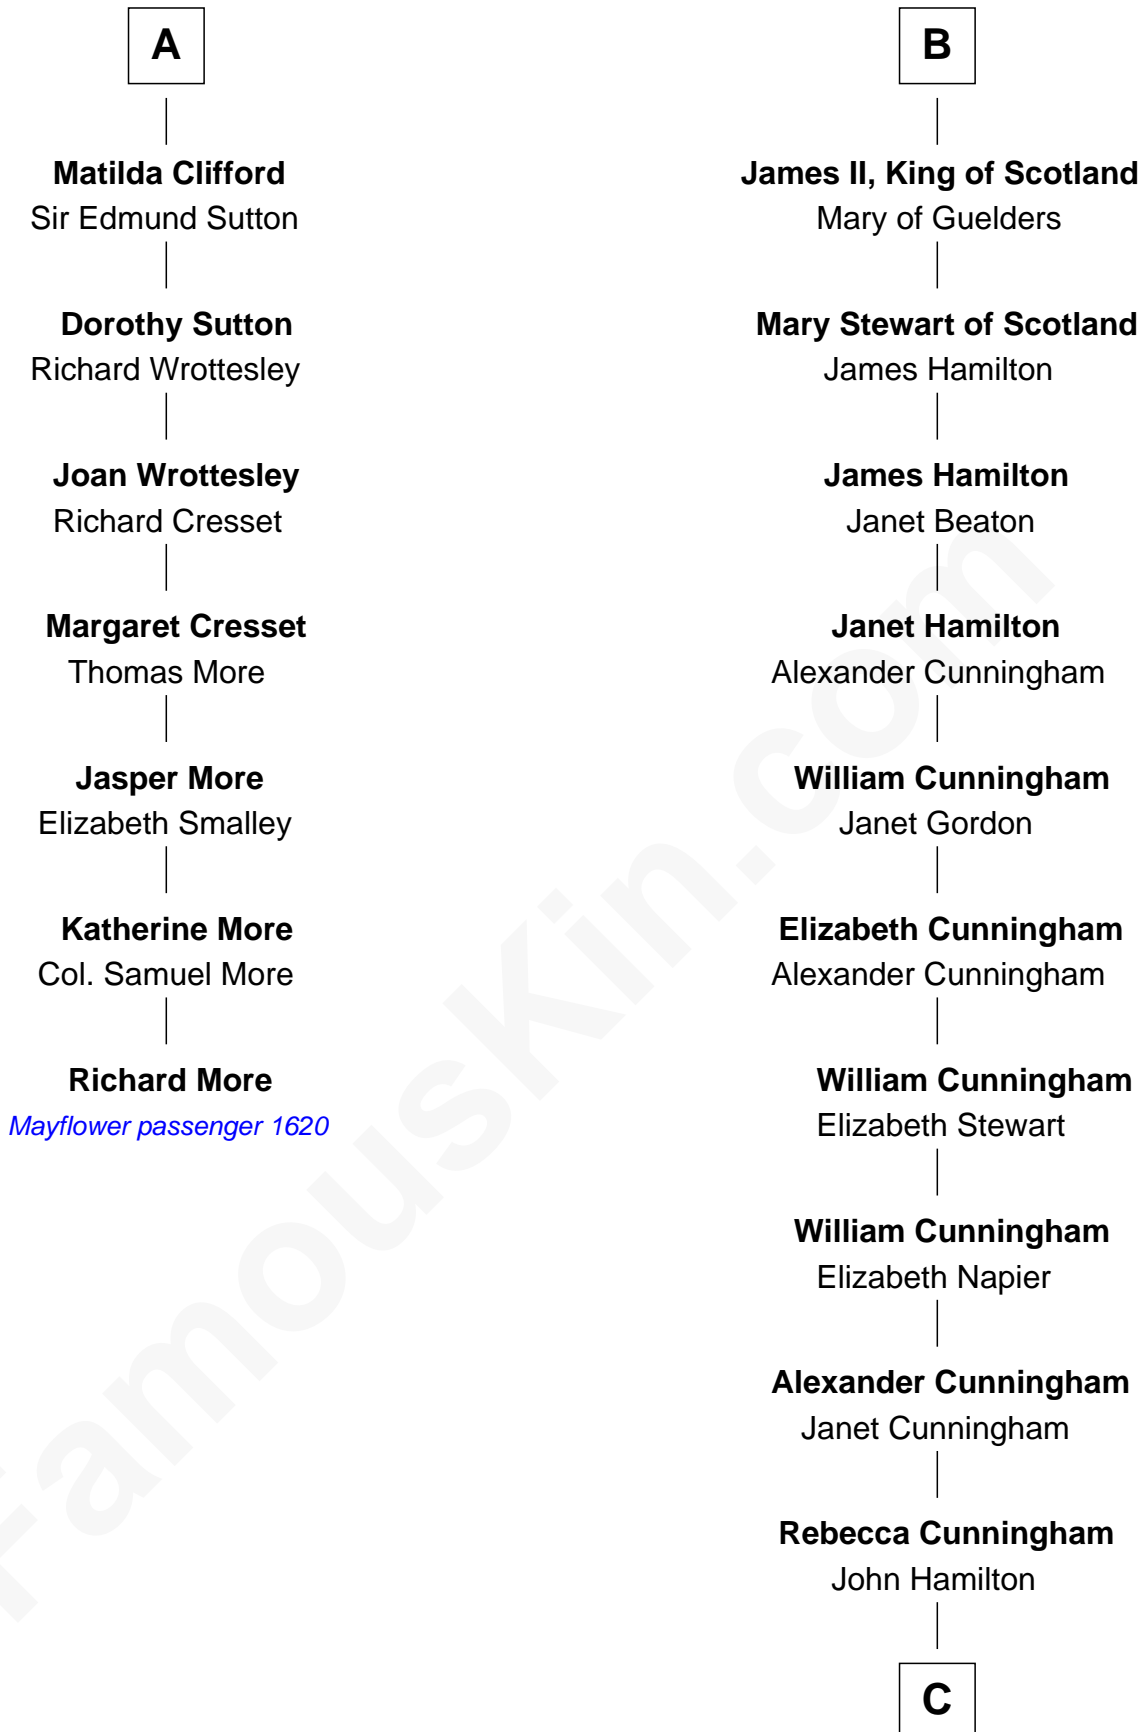 A
Matilda Clifford
Sir Edmund Sutton
Dorothy Sutton
Richard Wrottesley
Joan Wrottesley
Richard Cresset
Margaret Cresset
Thomas More
Jasper More
Elizabeth Smalley
Katherine More
Col. Samuel More
Richard More
Mayflower passenger 1620
B
James II, King of Scotland
Mary of Guelders
Mary Stewart of Scotland
James Hamilton
James Hamilton
Janet Beaton
Janet Hamilton
Alexander Cunningham
William Cunningham
Janet Gordon
Elizabeth Cunningham
Alexander Cunningham
William Cunningham
Elizabeth Stewart
William Cunningham
Elizabeth Napier
Alexander Cunningham
Janet Cunningham
Rebecca Cunningham
John Hamilton
C
FamousKin.com